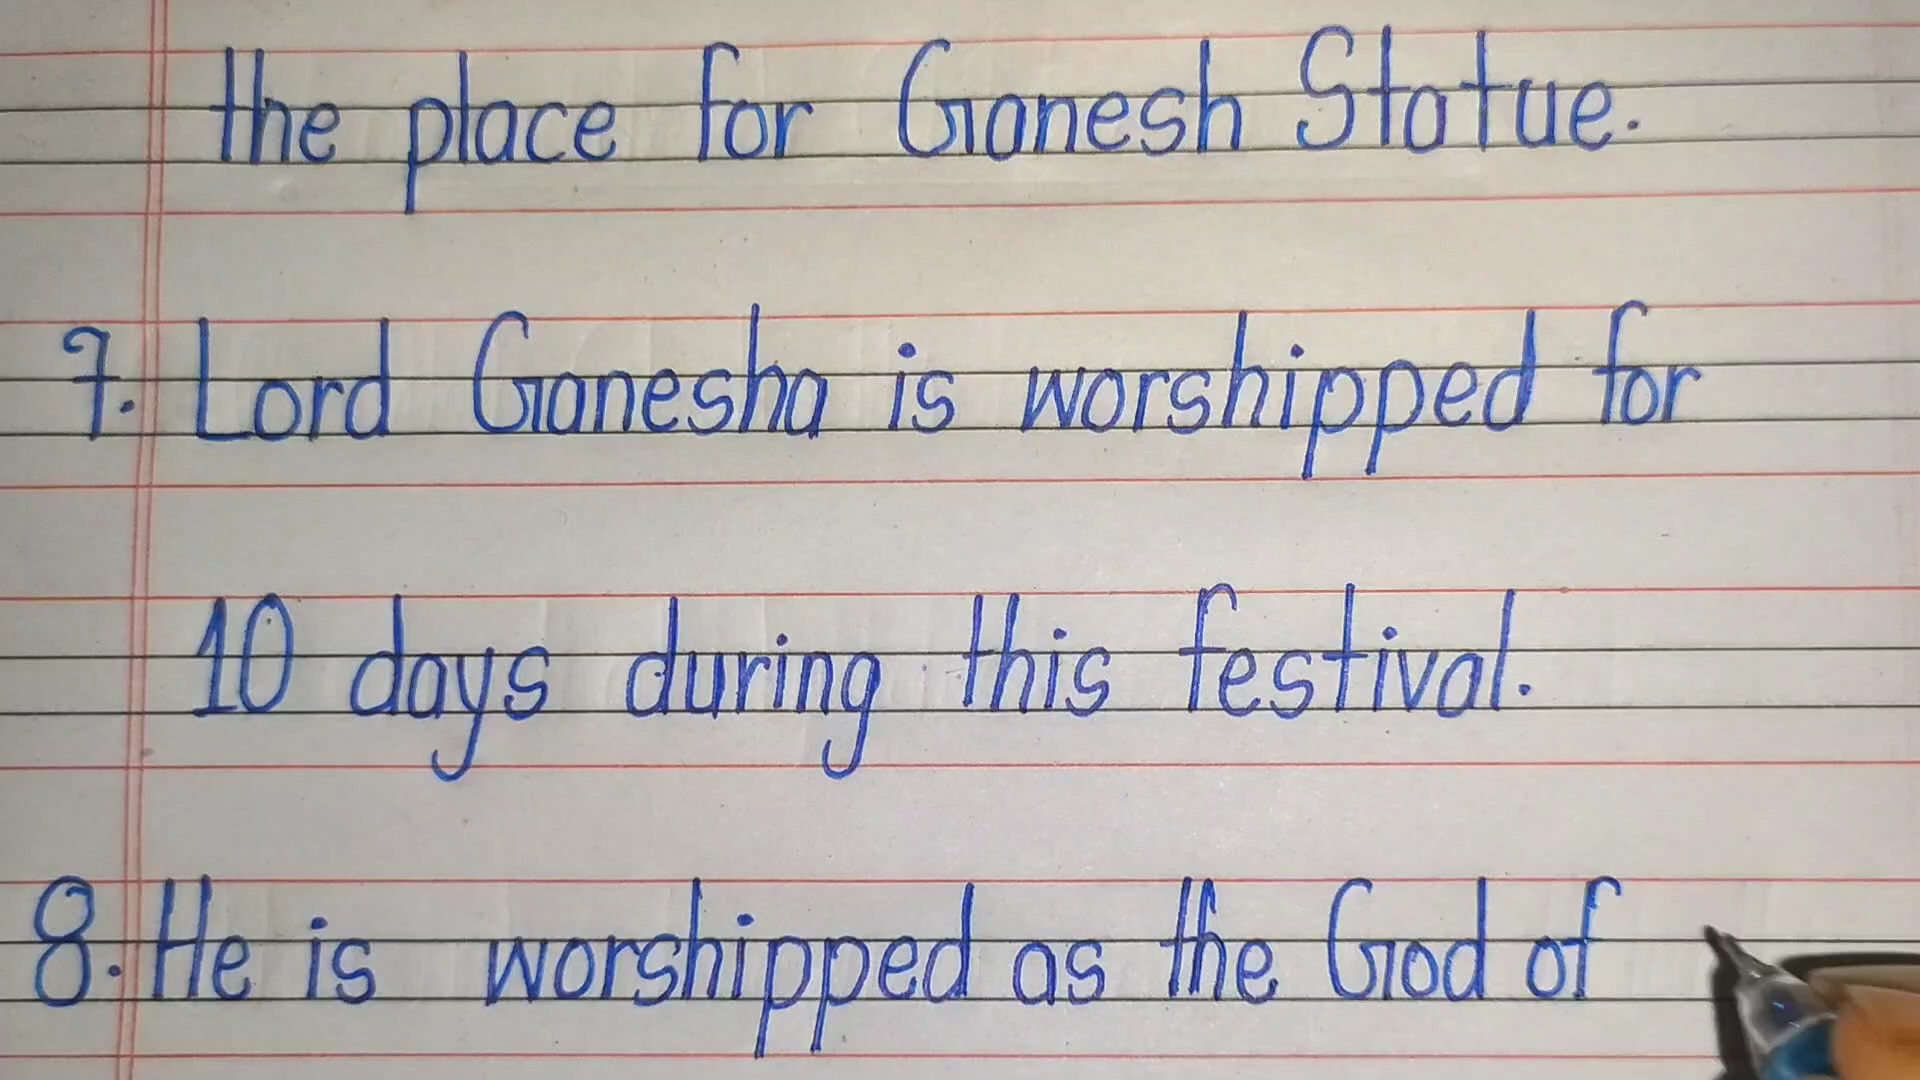 the place for Ganesh Statue.
7. Lord Ganesha is worshipped for
10 days during this festival.
8. He is worshipped as the God of